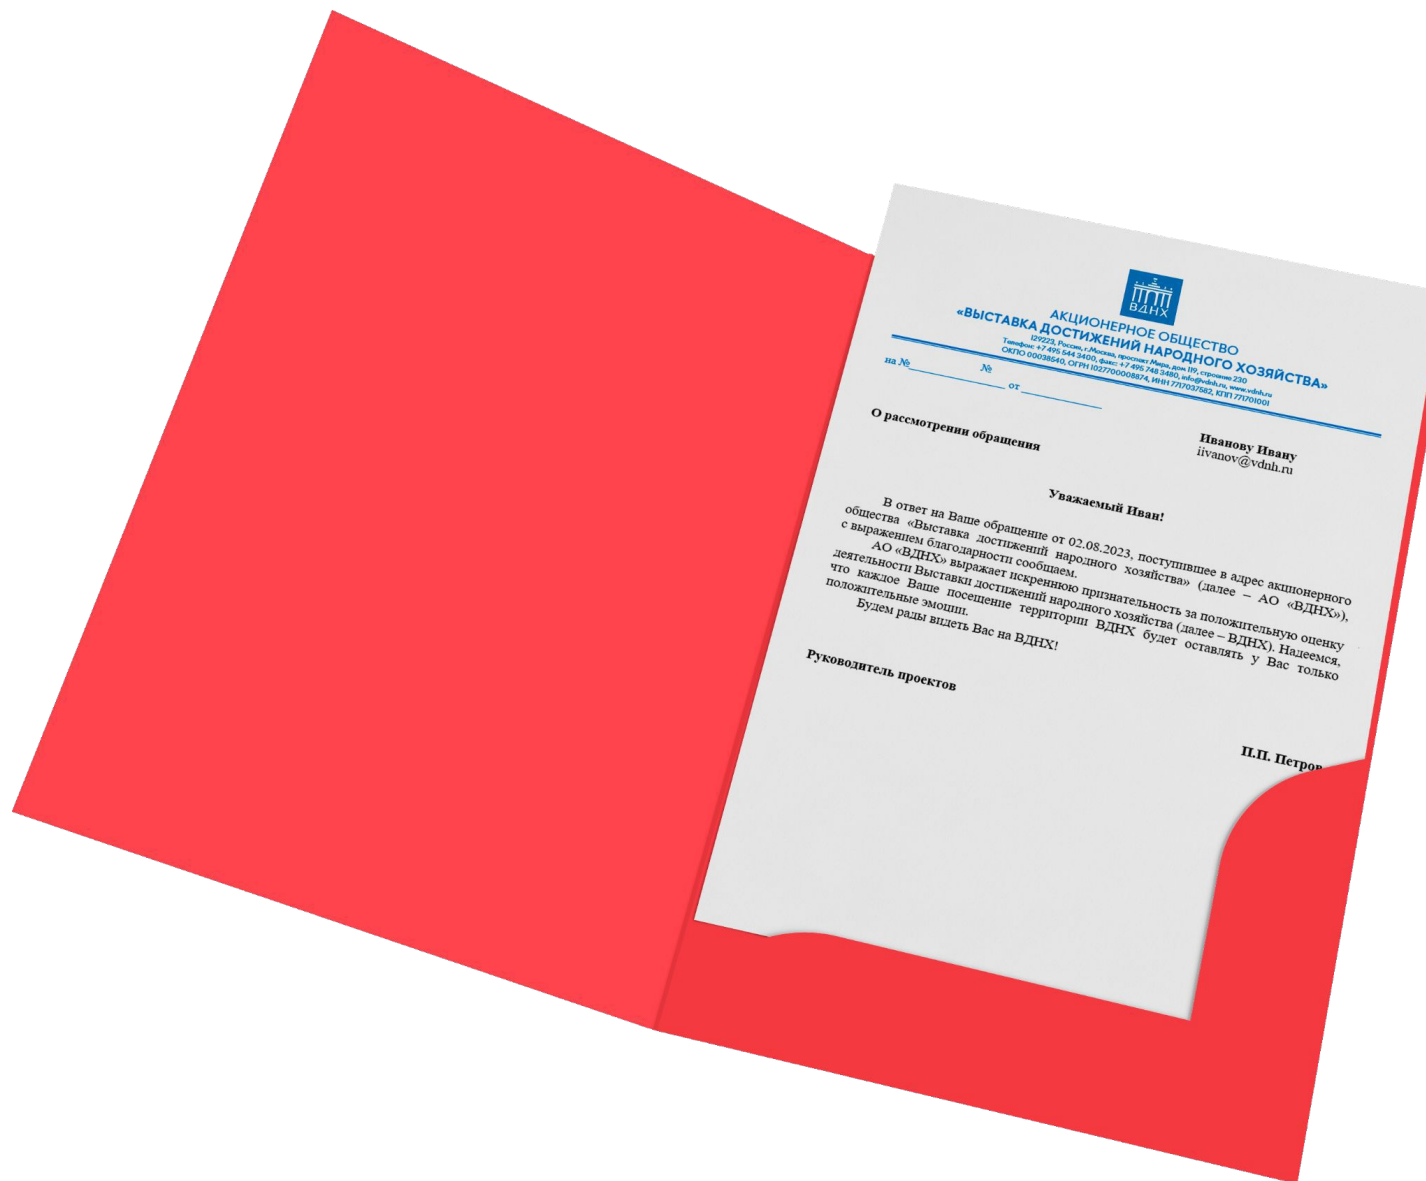 ВДНХ
АКЦИОНЕРНОЕ ОБЩЕСТВО
«ВЫСТАВКА ДОСТИЖЕНИЙ НАРОДНОГО ХОЗЯЙСТВА»
129223, Россия, г.Москва, проспект Мира, дом 119, строение 230
Телефон: +7 495 544 3400, факс: +7 495 748 3480, info@vdnh.ru, www.vdnh.ru
ОКПО 00038540, ОГРН 1027700008874, ИНН 7717037582, КПП 771701001
№
на № от
О рассмотрении обращения
Иванову Ивану
iivanov@vdnh.ru
Уважаемый Иван!
В ответ на Ваше обращение от 02.08.2023, поступившее в адрес акционерного
общества «Выставка достижений народного хозяйства» (далее – АО «ВДНХ»),
с выражением благодарности сообщаем.
АО «ВДНХ» выражает искреннюю признательность за положительную оценку
деятельности Выставки достижений народного хозяйства (далее – ВДНХ). Надеемся,
что каждое Ваше посещение территории ВДНХ будет оставлять у Вас только
положительные эмоции.
Будем рады видеть Вас на ВДНХ!
Руководитель проектов
П.П. Петров